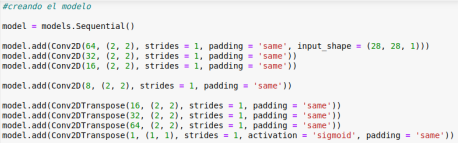 #creando el modelo
model = models.Sequential()
model.add(Conv2D(64, (2, 2), strides = 1, padding = 'same', input_shape = (28, 28, 1)))
model.add(Conv2D(32, (2, 2), strides = 1, padding = 'same'))
model.add(Conv2D(16, (2, 2), strides = 1, padding = 'same'))
model.add(Conv2D(8, (2, 2), strides = 1, padding = 'same'))
model.add(Conv2DTranspose(16, (2, 2), strides = 1, padding = 'same'))
model.add(Conv2DTranspose(32, (2, 2), strides = 1, padding = 'same'))
model.add(Conv2DTranspose(64, (2, 2), strides = 1, padding = 'same'))
model.add(Conv2DTranspose(1, (1, 1), strides = 1, activation = 'sigmoid', padding = 'same'))